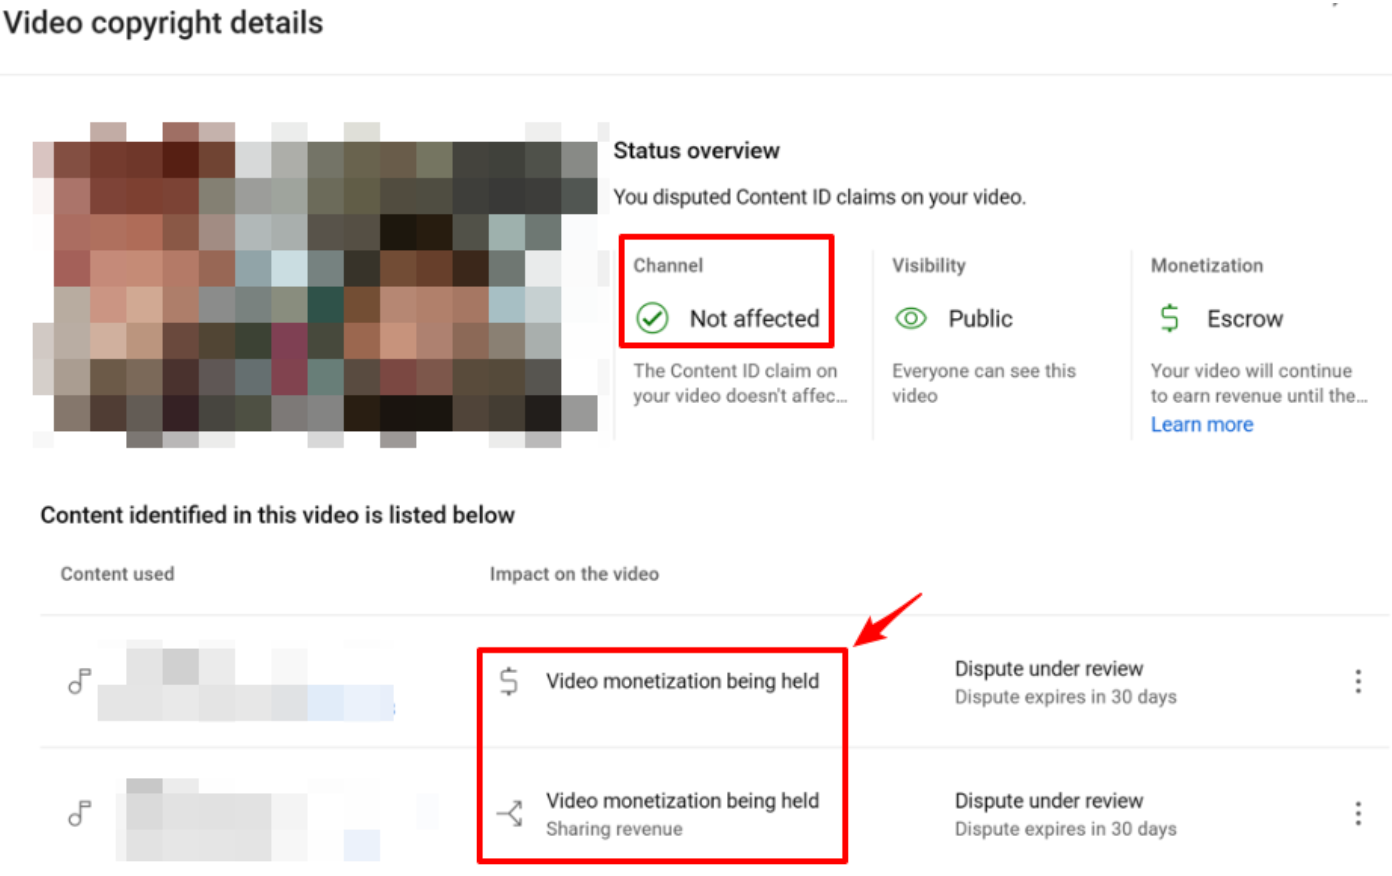 Video copyright details
Status overview
You disputed Content ID claims on your video.
Channel
Not affected
The Content ID claim on
your video doesn't affec...
Visibility
Public
Everyone can see this
video
Monetization
Escrow
Your video will continue
to earn revenue until the...
Learn more
Content identified in this video is listed below
Content used
Impact on the video
Video monetization being held
Dispute under review
Dispute expires in 30 days
Video monetization being held
Sharing revenue
Dispute under review
Dispute expires in 30 days